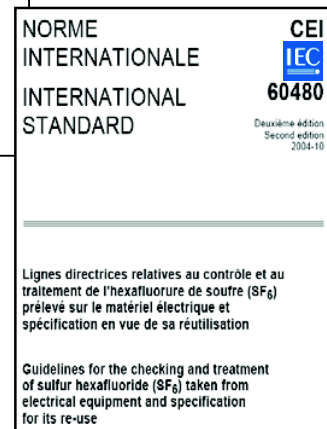 NORME
INTERNATIONALE
CEI
IEC
INTERNATIONAL
STANDARD
60480
Deuxième édition
Second edition
2004-10
Lignes directrices relatives au contrôle et au
traitement de l'hexafluorure de soufre (SF₆)
prélevé sur le matériel électrique et
spécification en vue de sa réutilisation
Guidelines for the checking and treatment
of sulfur hexafluoride (SF₆) taken from
electrical equipment and specification
for its re-use